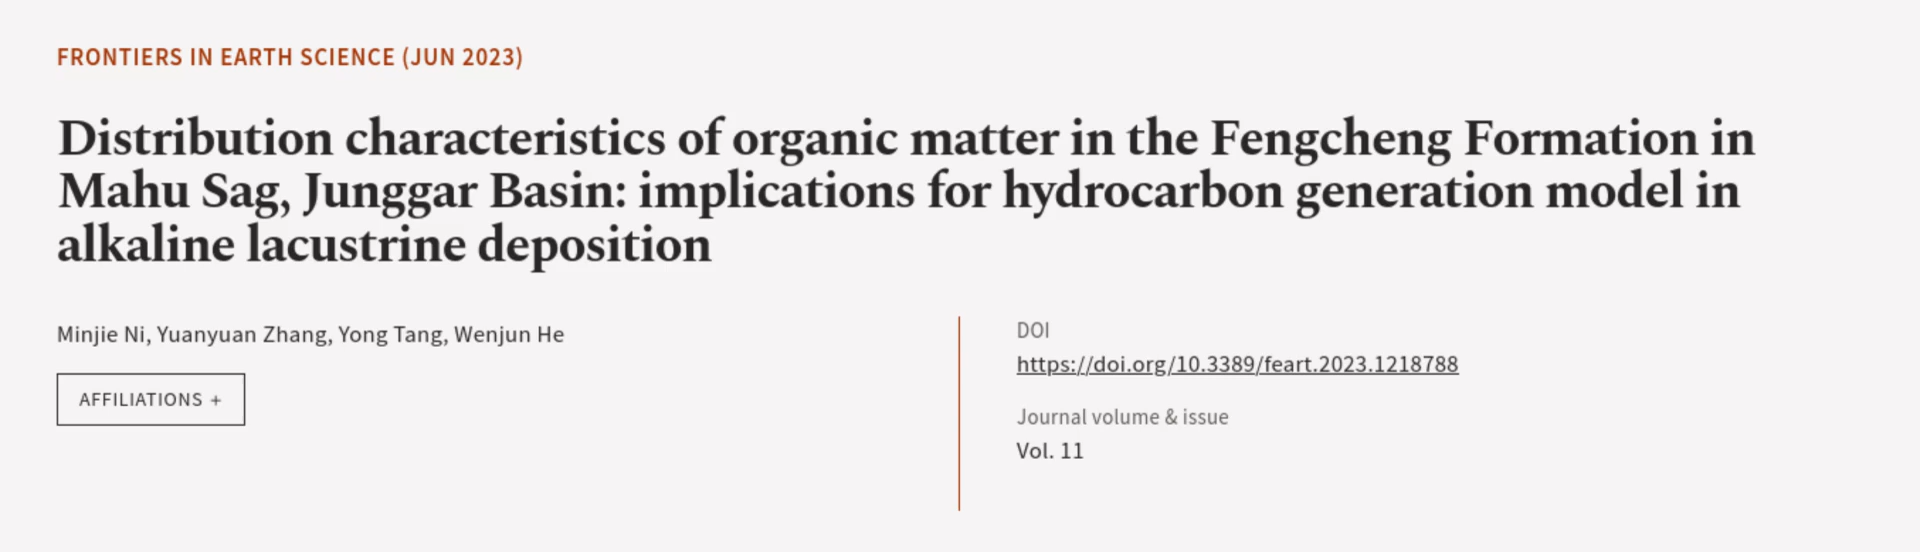 FRONTIERS IN EARTH SCIENCE (JUN 2023)
Distribution characteristics of organic matter in the Fengcheng Formation in
Mahu Sag, Junggar Basin: implications for hydrocarbon generation model in
alkaline lacustrine deposition
Minjie Ni, Yuanyuan Zhang, Yong Tang, Wenjun He
AFFILIATIONS +
DOI
https://doi.org/10.3389/feart.2023.1218788
Journal volume & issue
Vol. 11